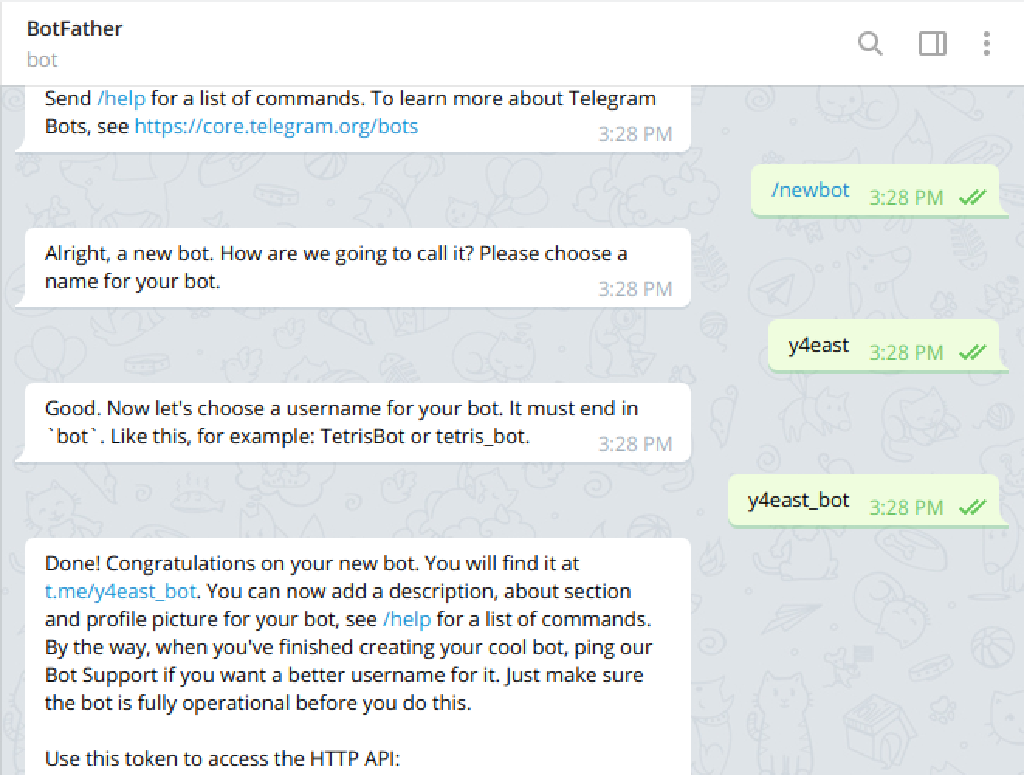 BotFather
bot
Send /help for a list of commands. To learn more about Telegram
Bots, see https://core.telegram.org/bots
3:28 PM
/newbot
3:28 PM
Alright, a new bot. How are we going to call it? Please choose a
name for your bot.
3:28 PM
y4east
3:28 PM
Good. Now let's choose a username for your bot. It must end in
`bot`. Like this, for example: TetrisBot or tetris_bot.
3:28 PM
y4east_bot
3:28 PM
Done! Congratulations on your new bot. You will find it at
t.me/y4east_bot. You can now add a description, about section
and profile picture for your bot, see /help for a list of commands.
By the way, when you've finished creating your cool bot, ping our
Bot Support if you want a better username for it. Just make sure
the bot is fully operational before you do this.
Use this token to access the HTTP API: